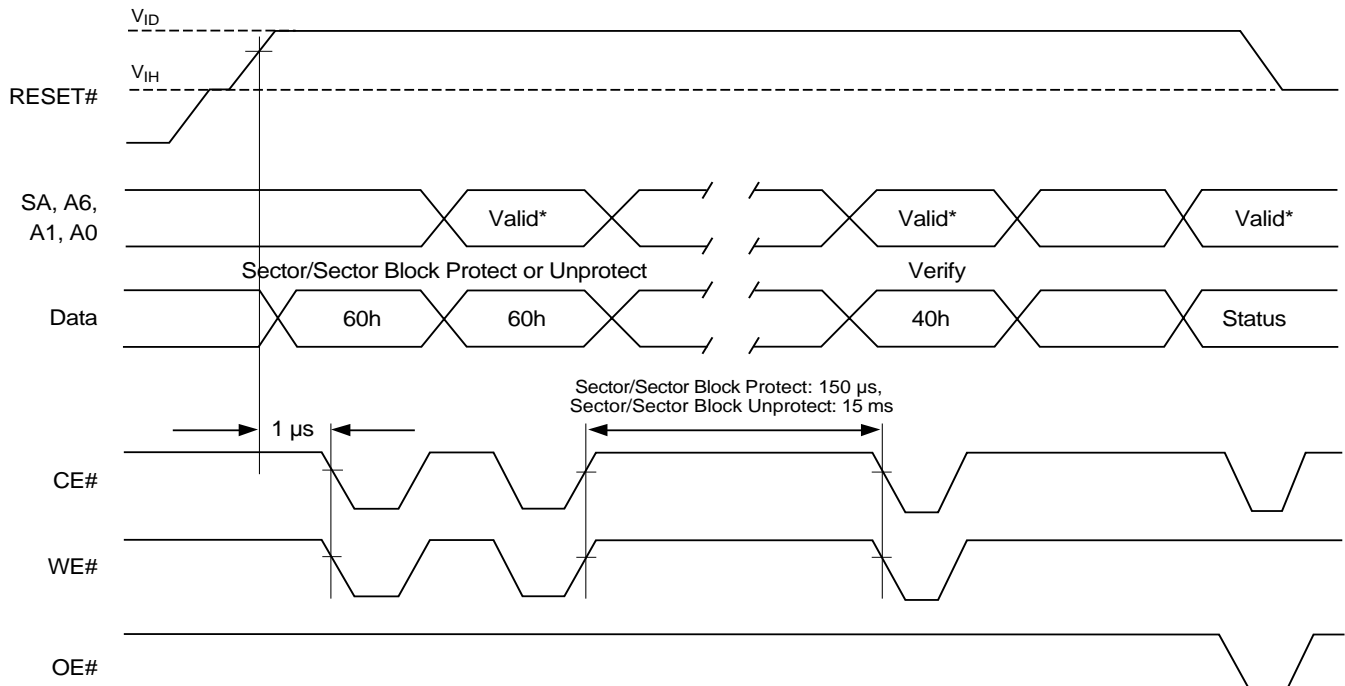 VID
VIH
RESET#
SA, A6,
A1, A0
Valid*
Valid*
Valid*
Sector/Sector Block Protect or Unprotect
Verify
Data
60h
60h
40h
Status
Sector/Sector Block Protect: 150 µs,
Sector/Sector Block Unprotect: 15 ms
1 µs
CE#
WE#
OE#